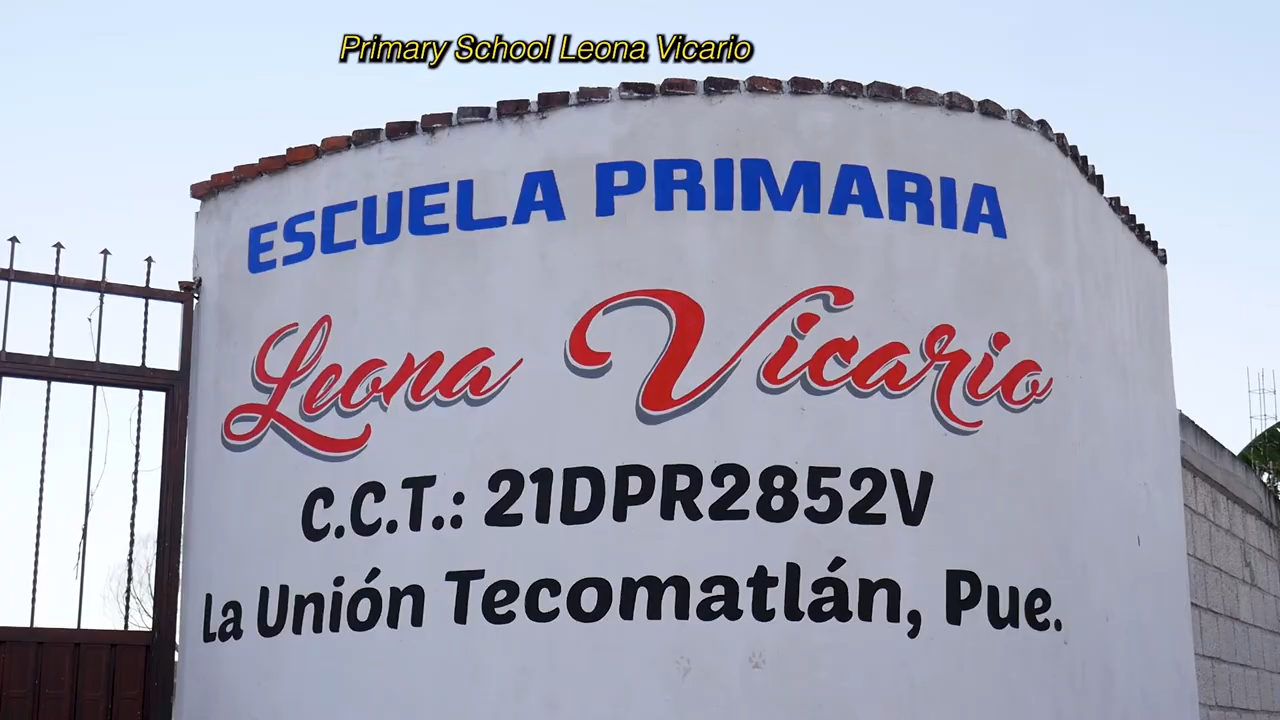 Primary School Leona Vicario
ESCUELA PRIMARIA
Leona Vicario
C.C.T.: 21DPR2852V
La Unión Tecomatlán, Pue.